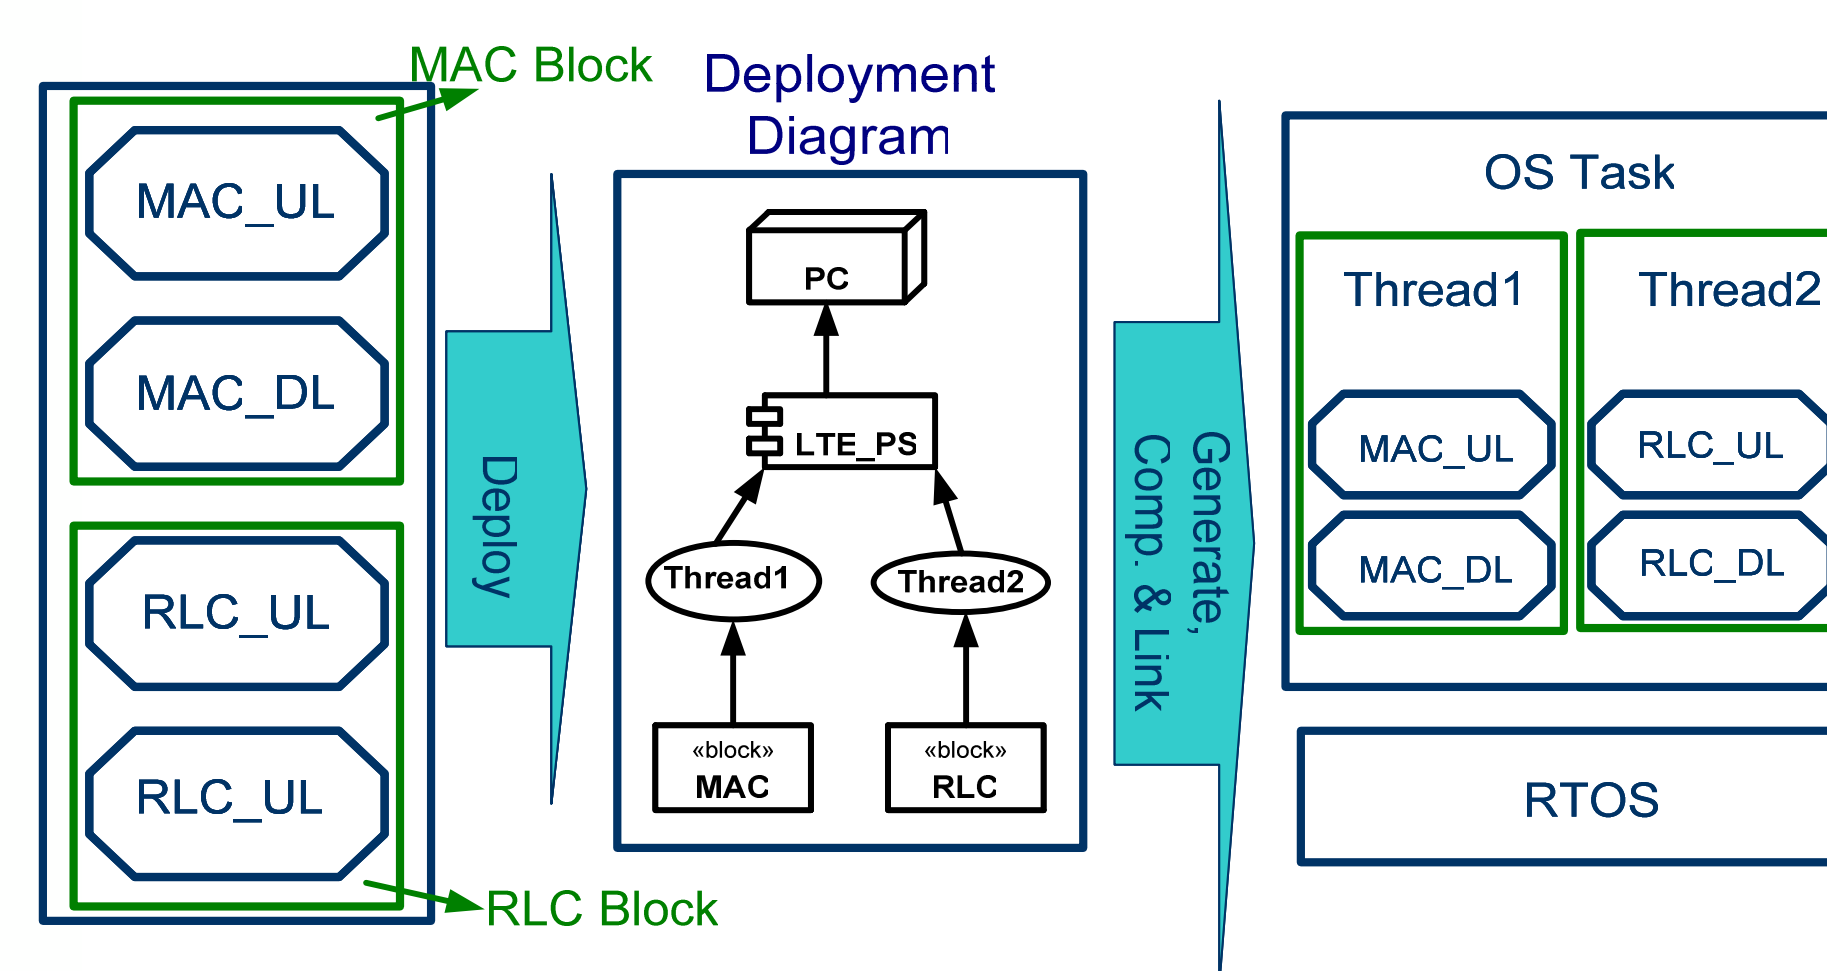 MAC Block
MAC_UL
MAC_DL
RLC_UL
RLC_UL
RLC Block
Deploy
Deployment
Diagram
PC
LTE_PS
Thread1
Thread2
«block»
MAC
«block»
RLC
Generate,
Comp. & Link
OS Task
Thread1
Thread2
MAC_UL
RLC_UL
MAC_DL
RLC_DL
RTOS